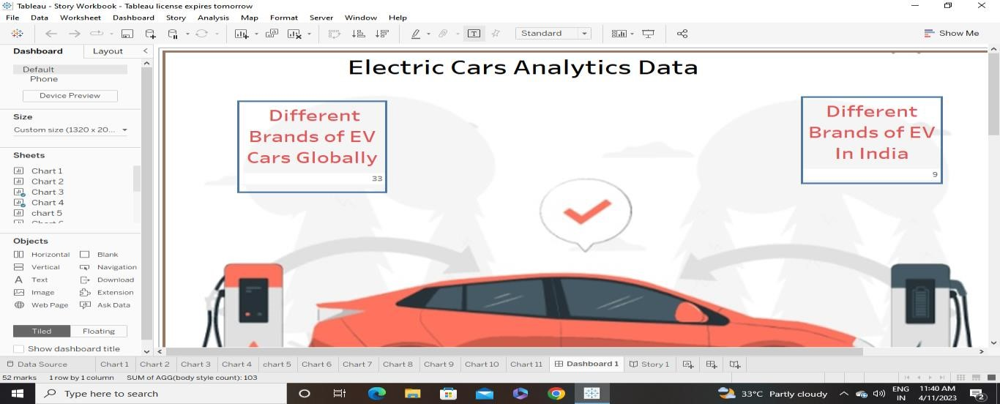 Tableau - Story Workbook - Tableau license expires tomorrow
File Data Worksheet Dashboard Story Analysis Map Format Server Window Help
Standard
Show Me
Dashboard Layout
Default
Phone
Device Preview
Size
Custom size (1320 x 20...
Sheets
Chart 1
Chart 2
Chart 3
Chart 4
chart 5
Objects
Horizontal Blank
Vertical Navigation
Text Download
Image Extension
Web Page Ask Data
Tiled Floating
Show dashboard title
Electric Cars Analytics Data
Different
Brands of EV
Cars Globally
33
Different
Brands of EV
In India
9
Data Source Chart 1 Chart 2 Chart 3 Chart 4 chart 5 Chart 6 Chart 7 Chart 8 Chart 9 Chart 10 Chart 11 Dashboard 1 Story 1
52 marks 1 row by 1 column SUM of AGG(body style count): 103
Type here to search
33°C Partly cloudy
ENG
IN
11:40 AM
4/11/2023
2